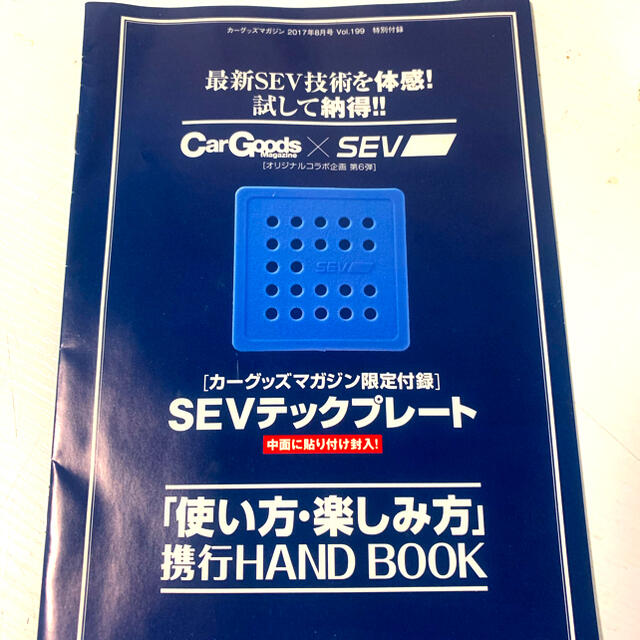 カーグッズマガジン 2017年8月号 Vol.199 特別付録
最新SEV技術を体感!
試して納得!!
CarGoods Magazine × SEV
[オリジナルコラボ企画 第6弾]
SEV
[カーグッズマガジン限定付録]
SEVテックプレート
中面に貼り付け封入!
「使い方・楽しみ方」
携行HAND BOOK